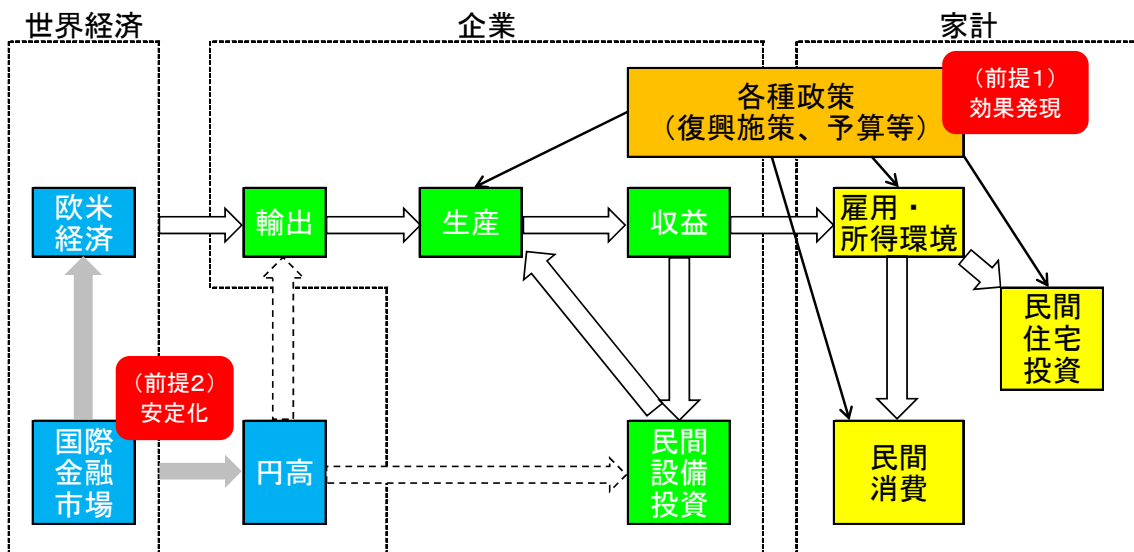 世界経済
企業
家計
各種政策
（復興施策、予算等）
（前提１）
効果発現
欧米
経済
輸出
生産
収益
雇用・
所得環境
民間
住宅
投資
（前提２）
安定化
国際
金融
市場
円高
民間
設備
投資
民間
消費